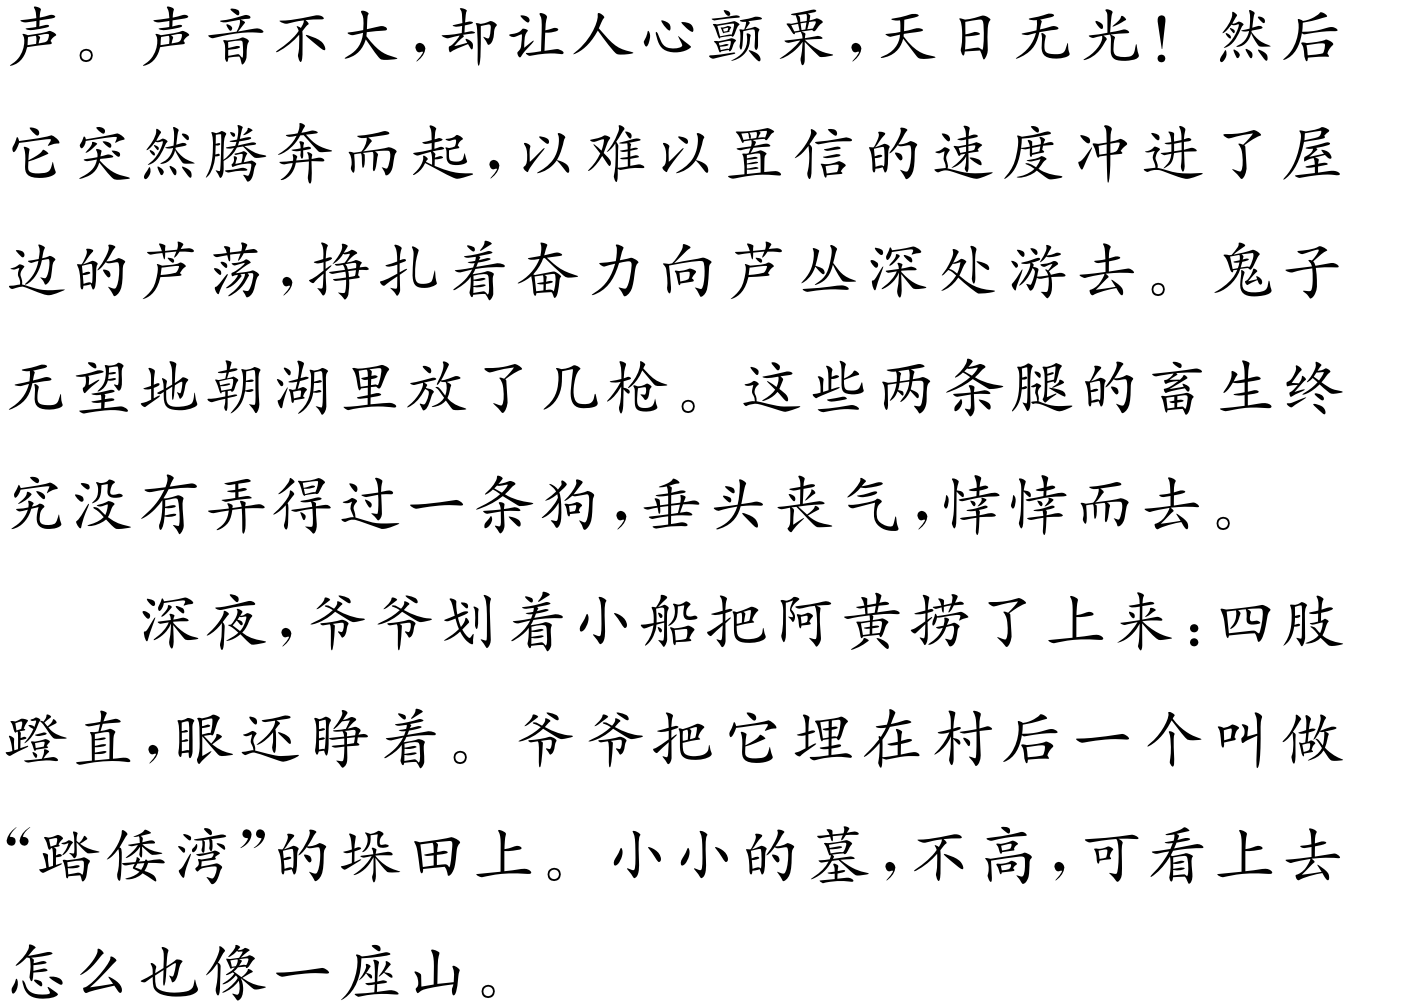 声。声音不大,却让人心颤栗,天日无光！然后
它突然腾奔而起,以难以置信的速度冲进了屋
边的芦荡,挣扎着奋力向芦丛深处游去。鬼子
无望地朝湖里放了几枪。这些两条腿的畜生终
究没有弄得过一条狗,垂头丧气,悻悻而去。
深夜,爷爷划着小船把阿黄捞了上来:四肢
蹬直,眼还睁着。爷爷把它埋在村后一个叫做
“踏倭湾”的垛田上。小小的墓,不高,可看上去
怎么也像一座山。